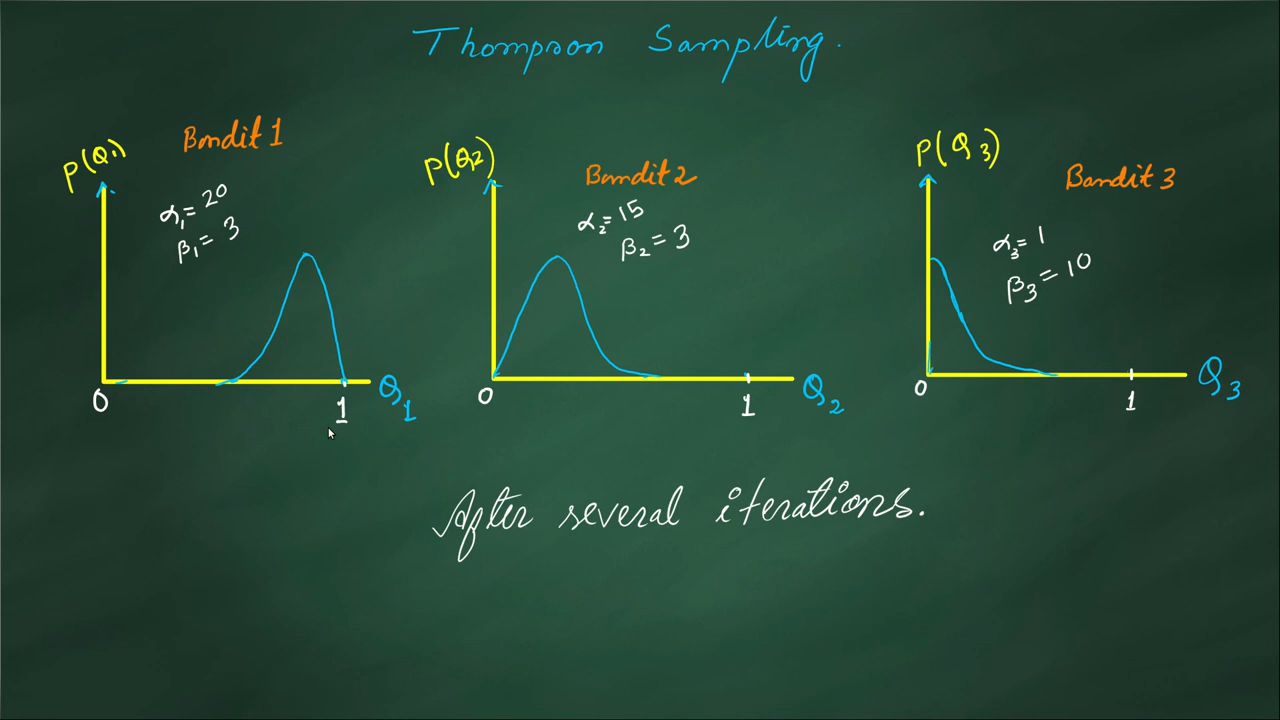 Thompson Sampling.
Bandit 1
P(Q1)
α1 = 20
β1 = 3
0
1
Q1
Bandit 2
P(Q2)
α2 = 15
β2 = 3
0
1
Q2
Bandit 3
P(Q3)
α3 = 1
β3 = 10
0
1
Q3
After several iterations.